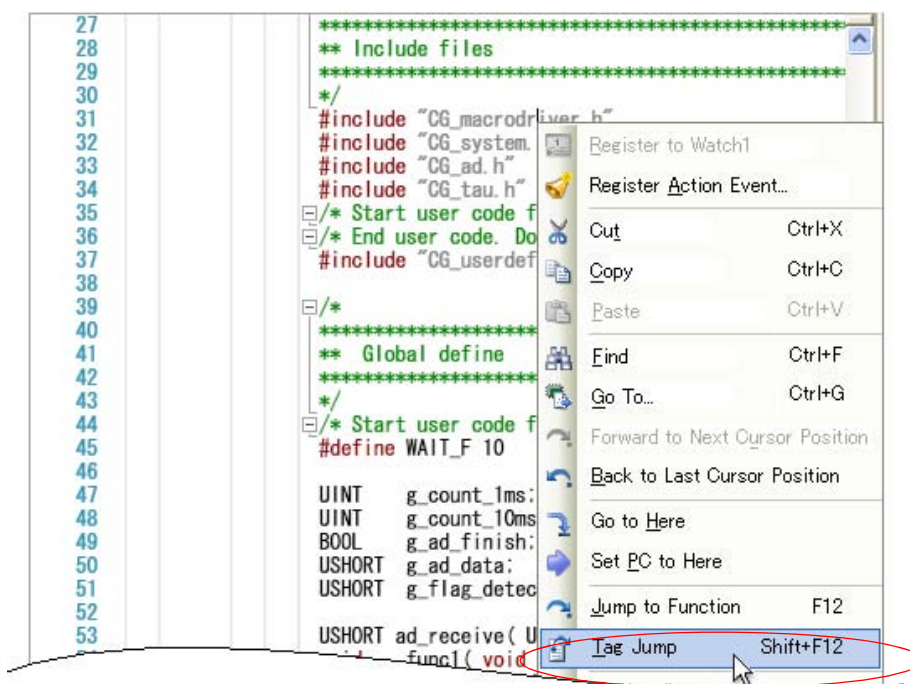 27 *****************************************************
28 ** Include files
29 *****************************************************
30 */
31 #include "CG_macrodriver.h"
32 #include "CG_system.
33 #include "CG_ad.h"
34 #include "CG_tau.h"
35 /* Start user code f
36 /* End user code. Do
37 #include "CG_userdef
38
39 /*
40 **********************
41 ** Global define
42 **********************
43 */
44 /* Start user code f
45 #define WAIT_F 10
46
47 UINT g_count_1ms;
48 UINT g_count_10ms
49 BOOL g_ad_finish;
50 USHORT g_ad_data;
51 USHORT g_flag_detec
52
53 USHORT ad_receive( U
func1( void
Register to Watch1
Register Action Event...
Cut Ctrl+X
Copy Ctrl+C
Paste Ctrl+V
Find Ctrl+F
Go To... Ctrl+G
Forward to Next Cursor Position
Back to Last Cursor Position
Go to Here
Set PC to Here
Jump to Function F12
Tag Jump Shift+F12